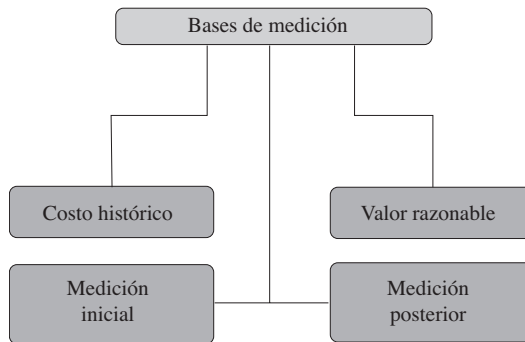 Bases de medición
Costo histórico
Valor razonable
Medición
inicial
Medición
posterior